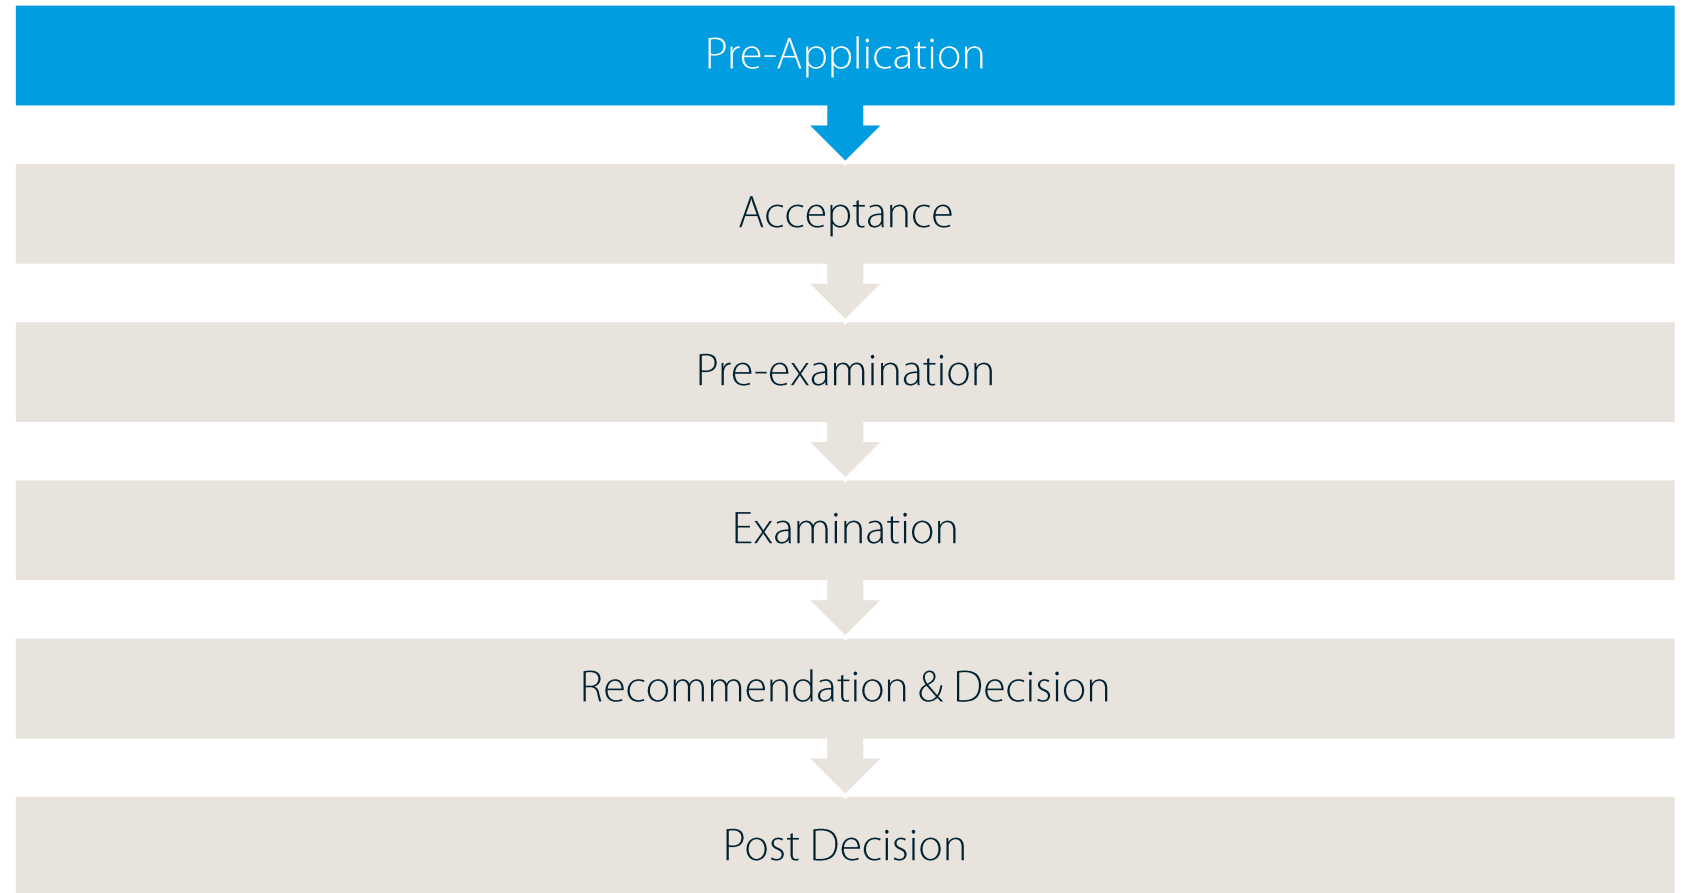 Pre-Application
Acceptance
Pre-examination
Examination
Recommendation & Decision
Post Decision